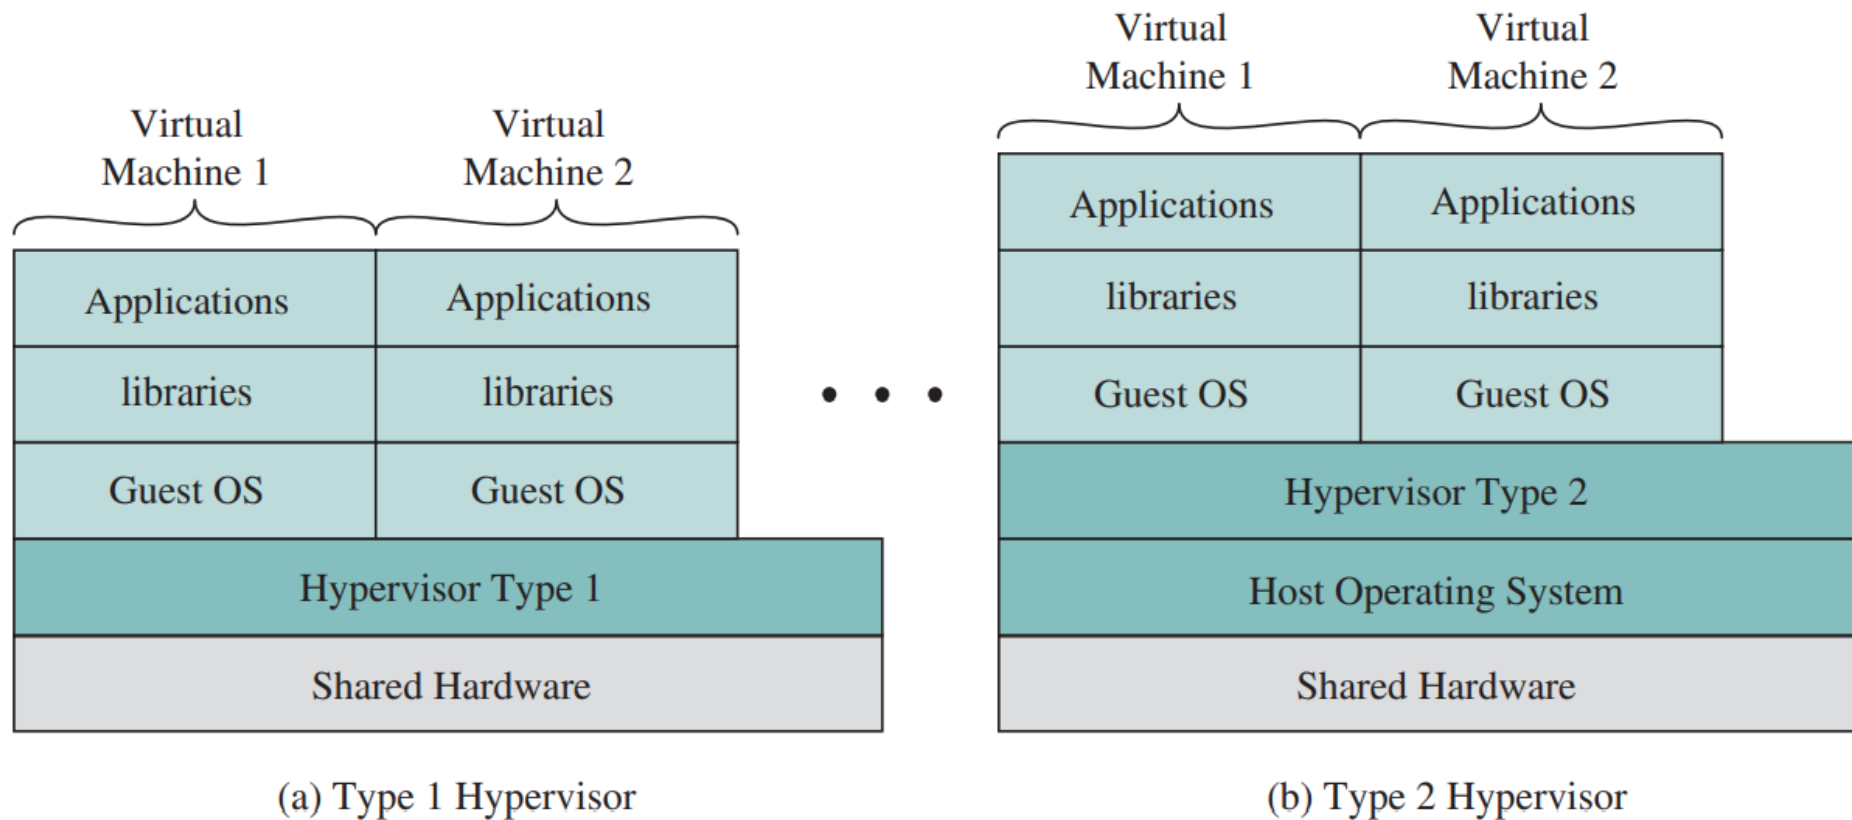 Virtual
Machine 1
Virtual
Machine 2
Applications
Applications
libraries
libraries
Guest OS
Guest OS
Hypervisor Type 1
Shared Hardware
(a) Type 1 Hypervisor
Virtual
Machine 1
Virtual
Machine 2
Applications
Applications
libraries
libraries
Guest OS
Guest OS
Hypervisor Type 2
Host Operating System
Shared Hardware
(b) Type 2 Hypervisor